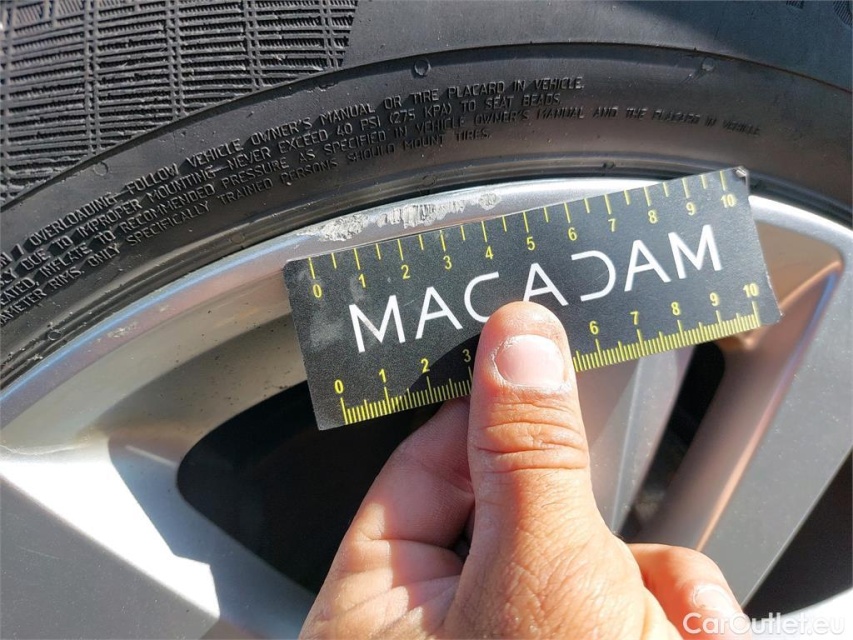 N OVERLOADING. FOLLOW VEHICLE OWNER'S MANUAL OR TIRE PLACARD IN VEHICLE.
DUE TO IMPROPER MOUNTING. NEVER EXCEED 40 PSI (275 KPA) TO SEAT BEADS.
INFLATE TO RECOMMENDED PRESSURE AS SPECIFIED IN VEHICLE OWNER'S MANUAL AND THE PLACARD IN VEHICLE
RIMS. ONLY SPECIFICALLY TRAINED PERSONS SHOULD MOUNT TIRES.
0 1 2 3 4 5 6 7 8 9 10
MACADAM
0 1 2 3 6 7 8 9 10
CarOutlet.eu